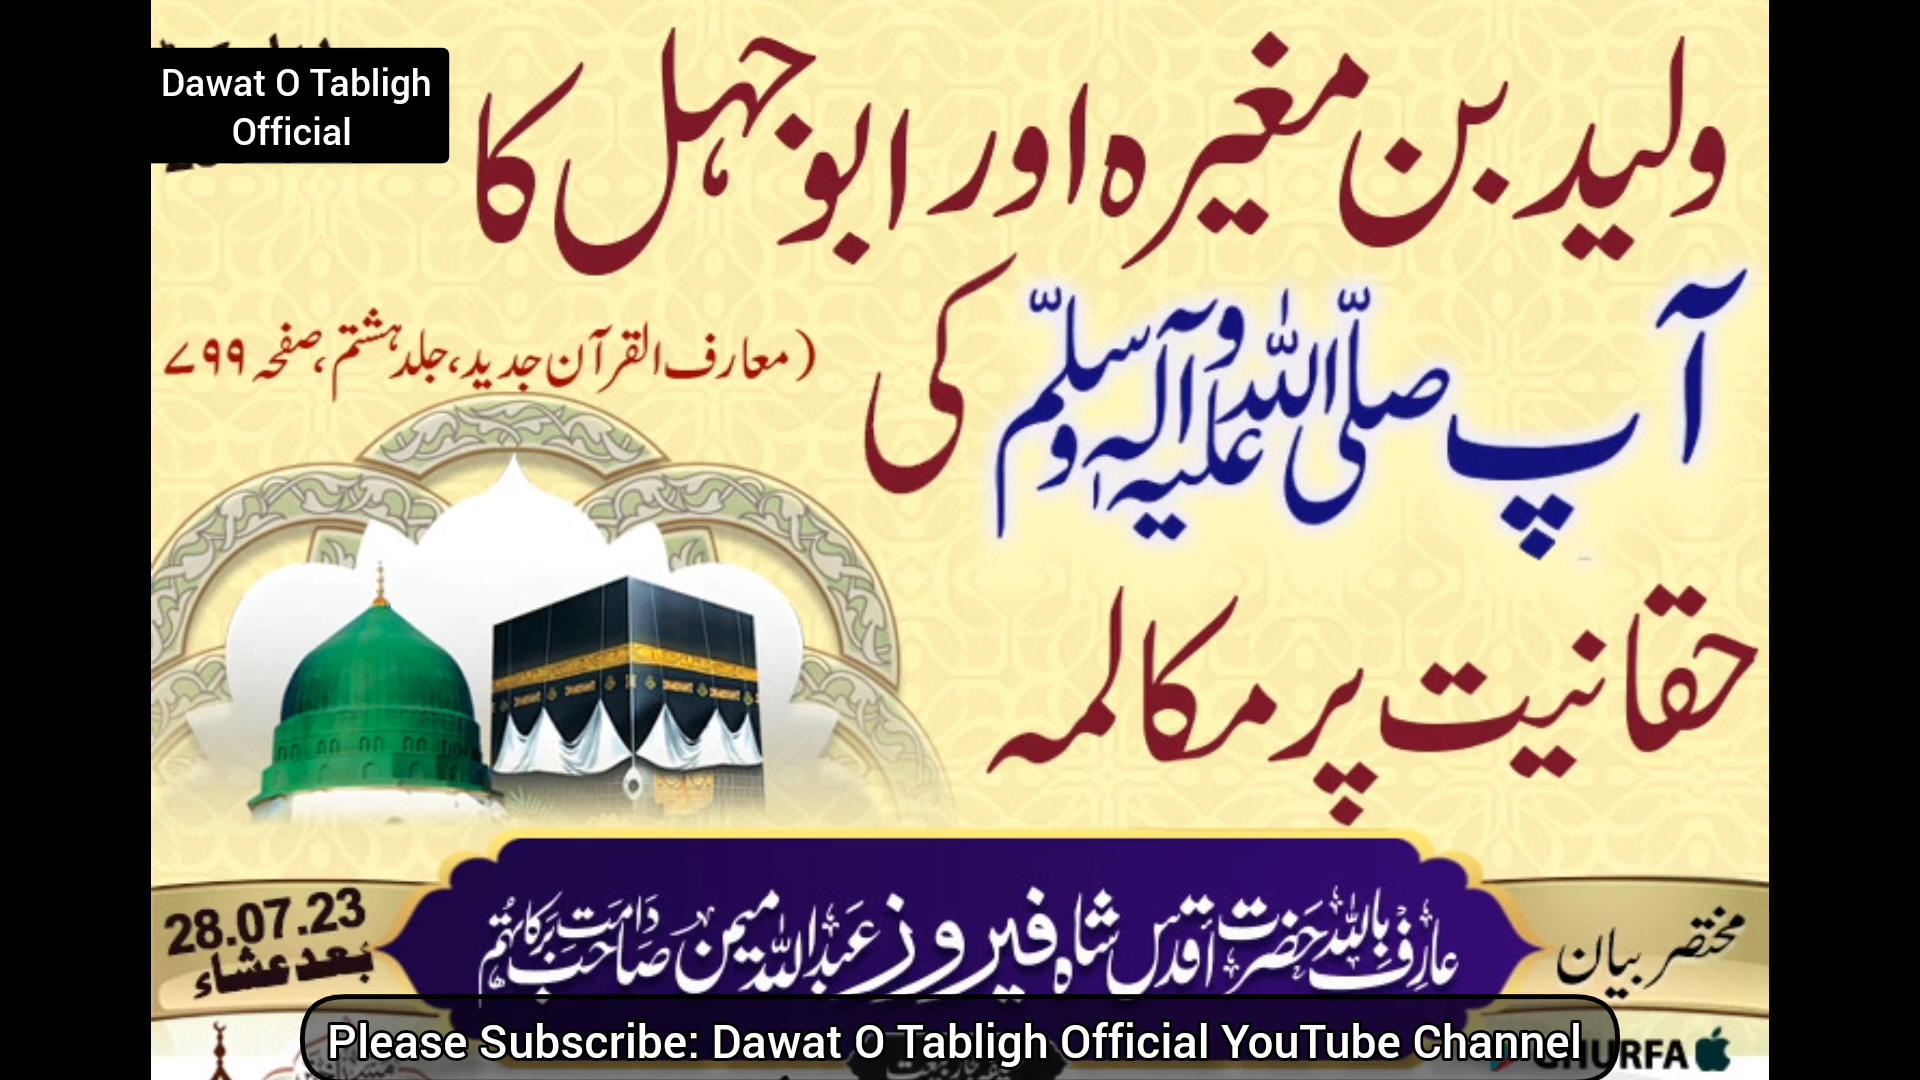 Dawat O Tabligh
Official
ولید بن مغیرہ اور ابو جہل کا
آپ صلی اللہ علیہ وآلہ وسلم کی
(معارف القرآن جدید، جلد ہشتم، صفحہ ۷۹۹
حقانیت پر مکالمہ
28.07.23
بعد عشاء
عارف باللہ حضرت اقدس شاہ فیروز عبداللہ میمن صاحب دامت برکاتہم
مختصر بیان
Please Subscribe: Dawat O Tabligh Official YouTube Channel